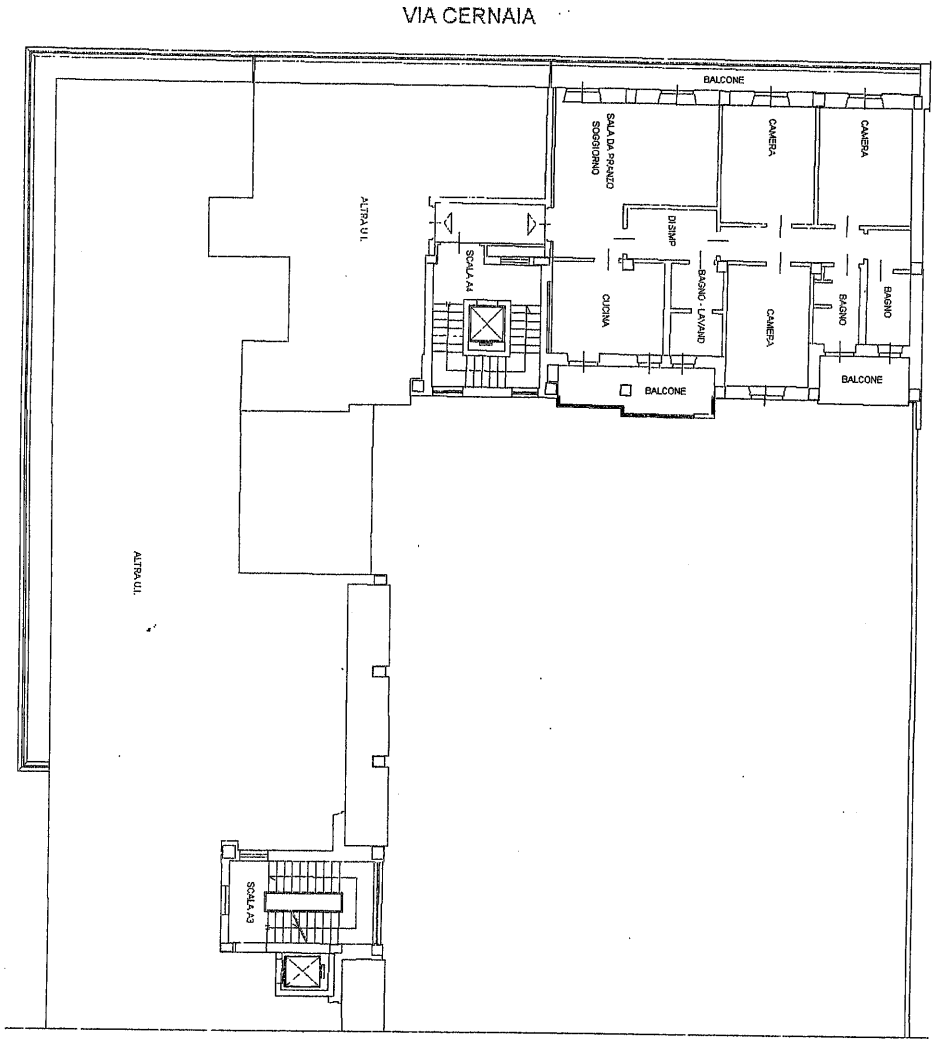 VIA CERNAIA
BALCONE
SALA DA PRANZO
SOGGIORNO
CAMERA
CAMERA
ALTRA U.I.
DISIMP
SCALA A4
CUCINA
BAGNO - LAVAND
CAMERA
BAGNO
BAGNO
BALCONE
BALCONE
ALTRA U.I.
SCALA A3